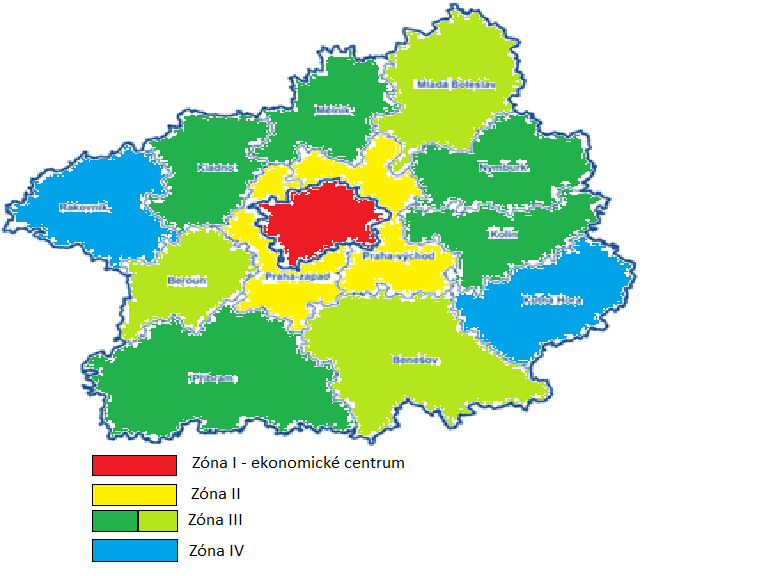 Mladá Boleslav
Mělník
Kladno
Nymburk
Rakovník
Kolín
Praha-východ
Praha-západ
Beroun
Kutná Hora
Benešov
Příbram
Zóna I - ekonomické centrum
Zóna II
Zóna III
Zóna IV